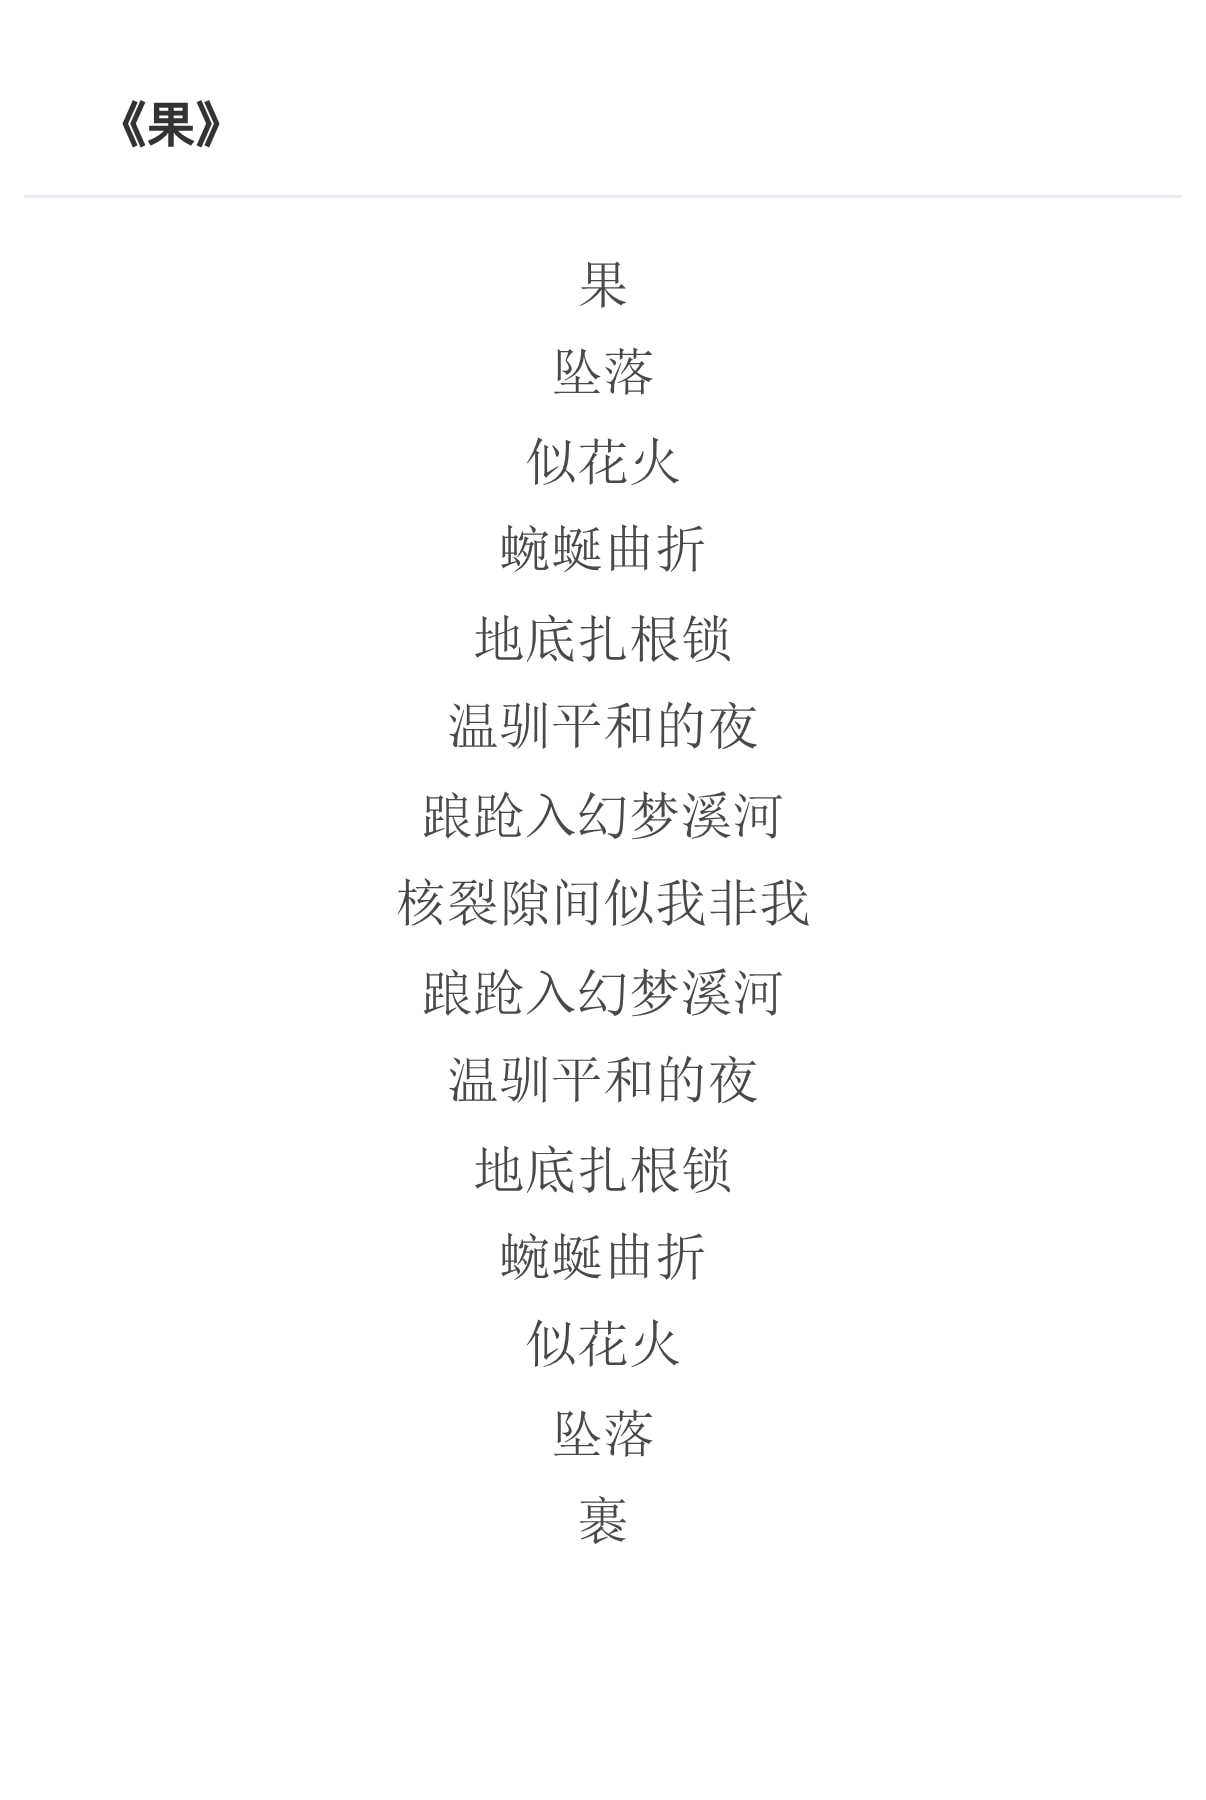 《果》
果
坠落
似花火
蜿蜒曲折
地底扎根锁
温驯平和的夜
踉跄入幻梦溪河
核裂隙间似我非我
踉跄入幻梦溪河
温驯平和的夜
地底扎根锁
蜿蜒曲折
似花火
坠落
裹